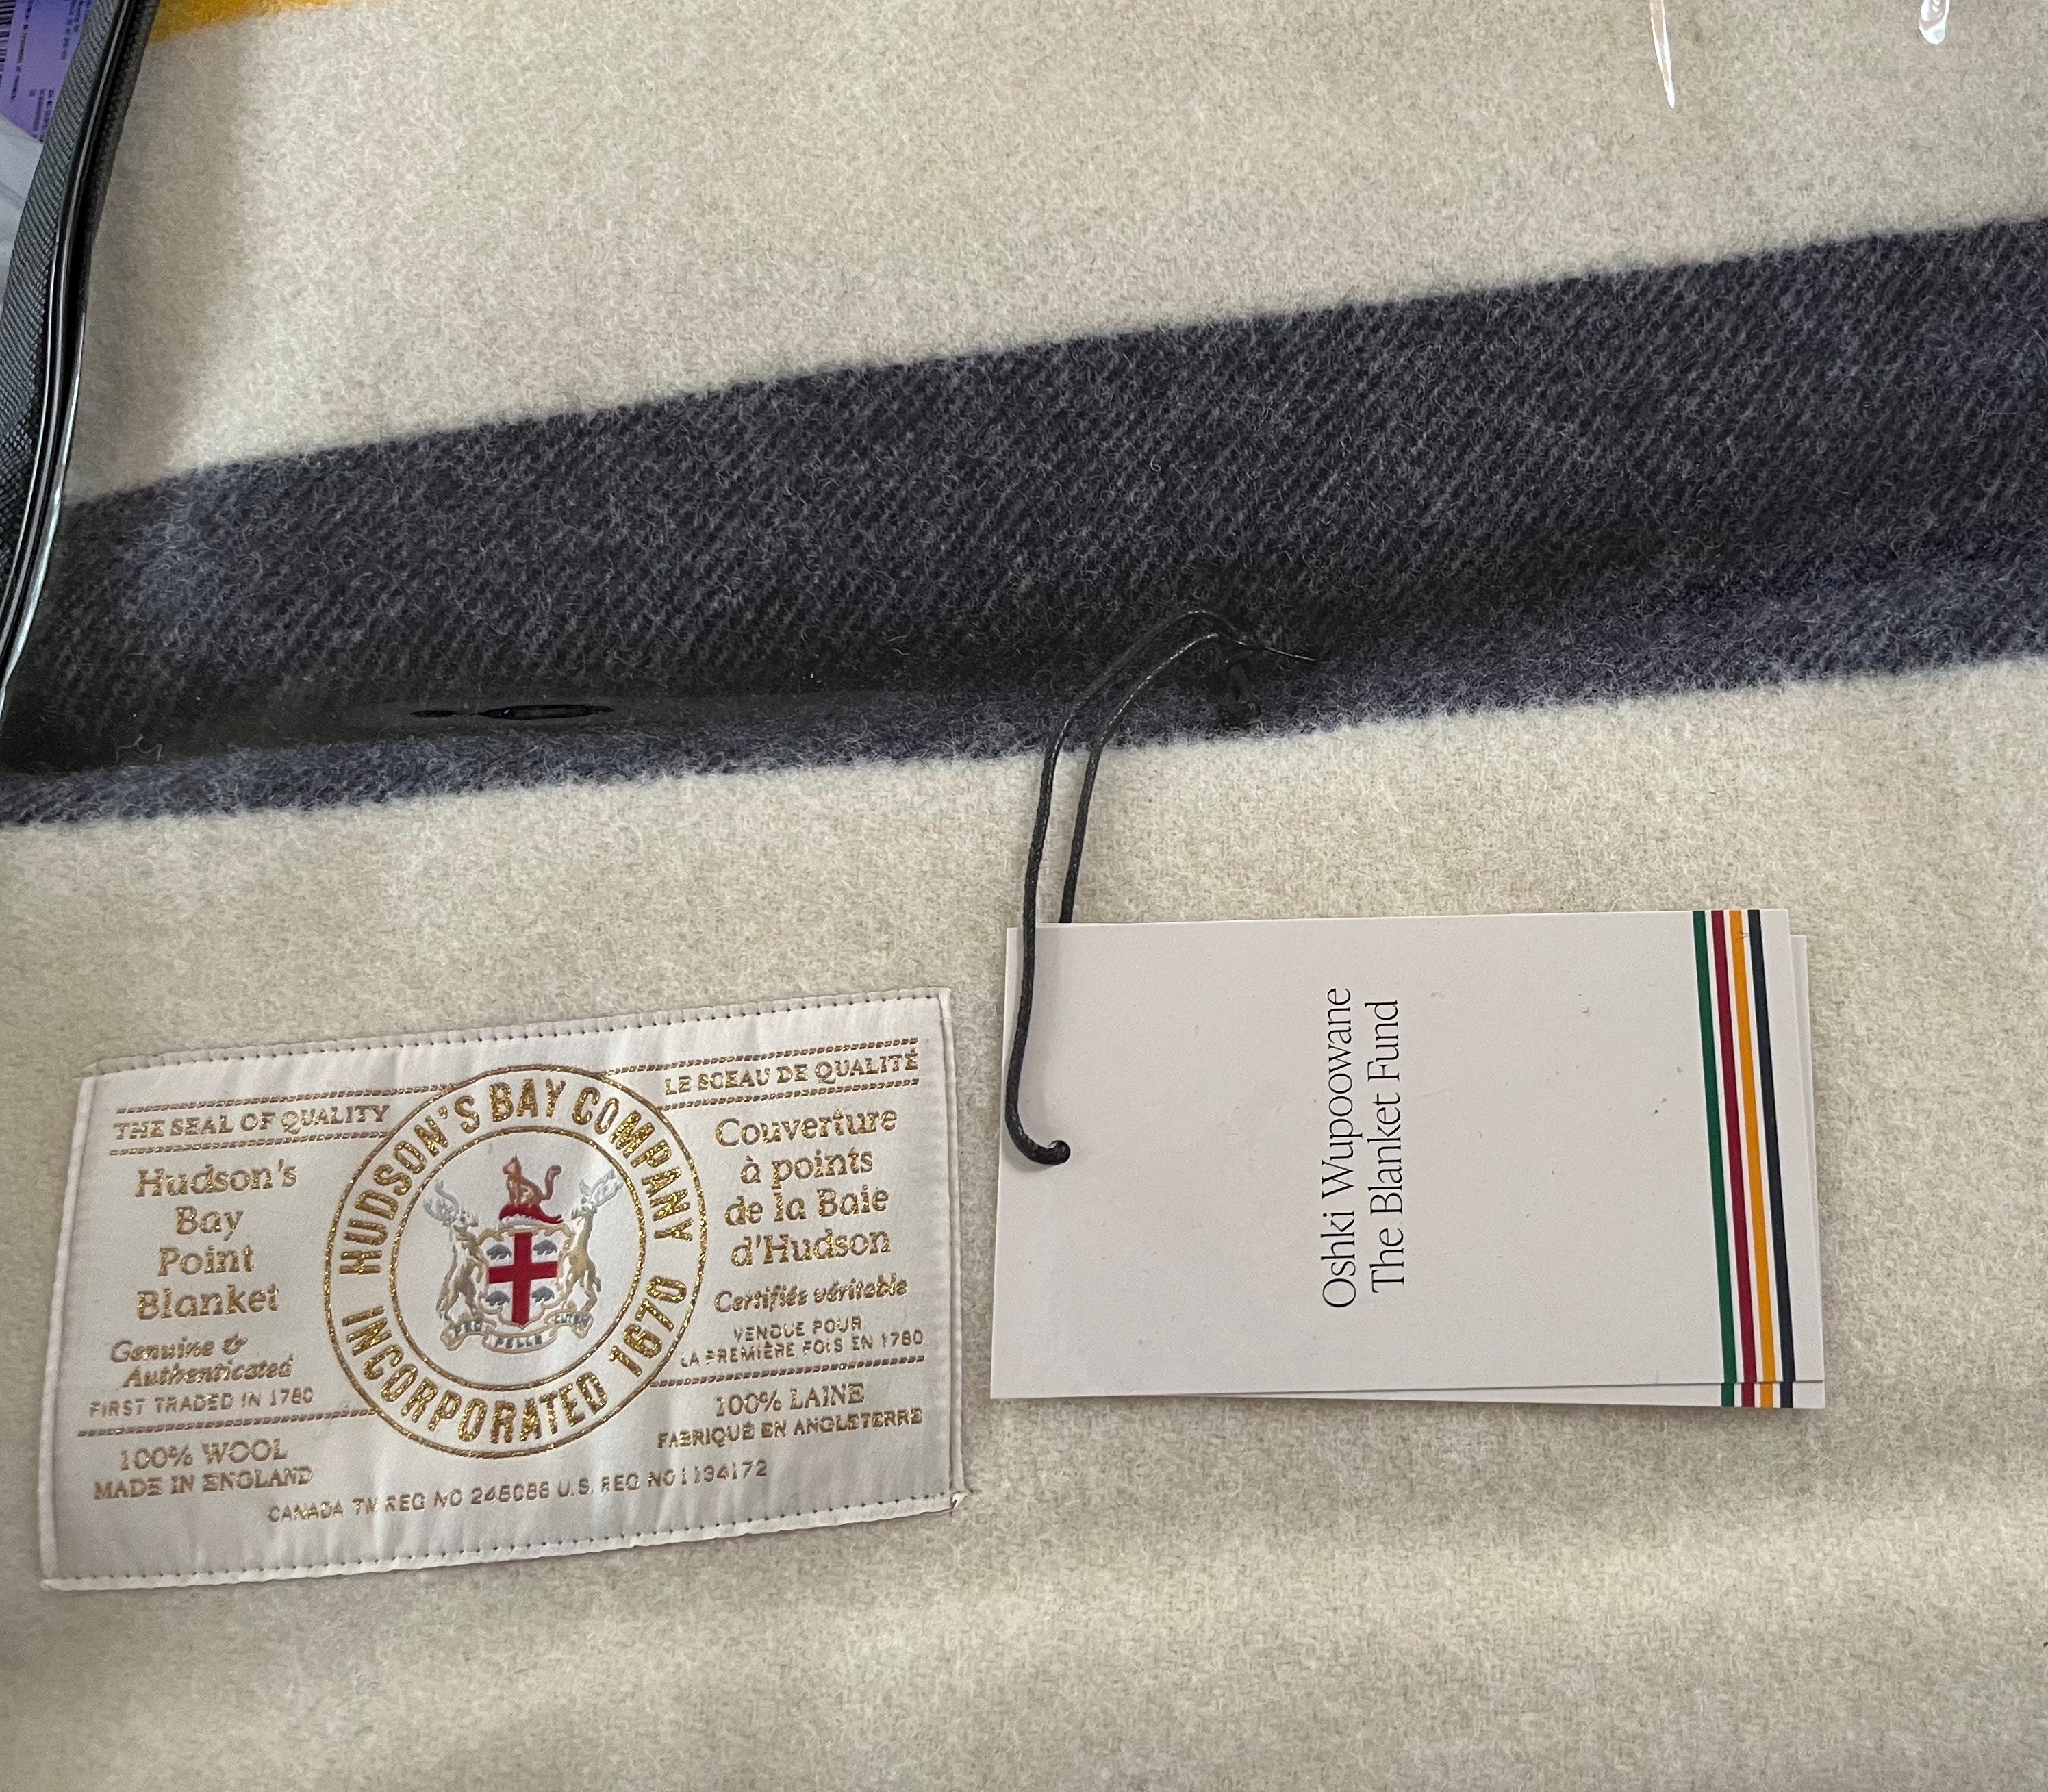 THE SEAL OF QUALITY
Hudson's
Bay
Point
Blanket
Genuine &
Authenticated
FIRST TRADED IN 1780
100% WOOL
MADE IN ENGLAND
HUDSON'S BAY COMPANY
INCORPORATED 1670
PRO PELLE CUTEM
LE SCEAU DE QUALITÉ
Couverture
à points
de la Baie
d'Hudson
Certifiés véritable
VENDUE POUR
LA PREMIÈRE FOIS EN 1780
100% LAINE
FABRIQUÉ EN ANGLETERRE
CANADA TM REG NO 246086 U.S. REG NO 1134172
Oshki Wupoowane
The Blanket Fund